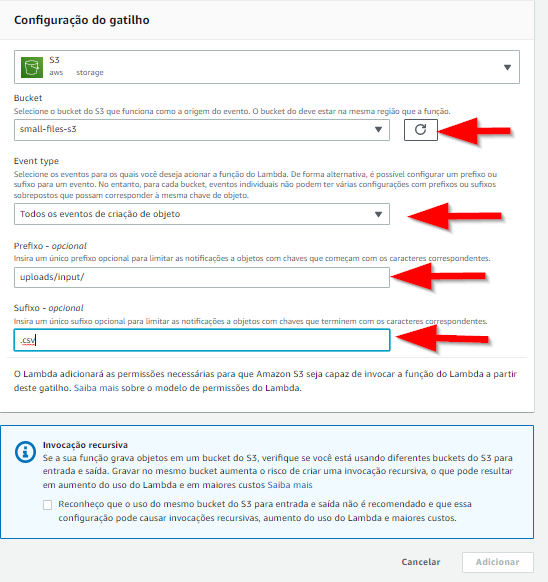 Configuração do gatilho
S3
aws storage
Bucket
Selecione o bucket do S3 que funciona como a origem do evento. O bucket do deve estar na mesma região que a função.
small-files-s3
Event type
Selecione os eventos para os quais você deseja acionar a função do Lambda. De forma alternativa, é possível configurar um prefixo ou
sufixo para um evento. No entanto, para cada bucket, eventos individuais não podem ter várias configurações com prefixos ou sufixos
sobrepostos que possam corresponder à mesma chave de objeto.
Todos os eventos de criação de objeto
Prefixo - opcional
Insira um único prefixo opcional para limitar as notificações a objetos com chaves que começam com os caracteres correspondentes.
uploads/input/
Sufixo - opcional
Insira um único sufixo opcional para limitar as notificações a objetos com chaves que terminem com os caracteres correspondentes.
.csv
O Lambda adicionará as permissões necessárias para que Amazon S3 seja capaz de invocar a função do Lambda a partir
deste gatilho. Saiba mais sobre o modelo de permissões do Lambda.
Invocação recursiva
Se a sua função grava objetos em um bucket do S3, verifique se você está usando diferentes buckets do S3 para
entrada e saída. Gravar no mesmo bucket aumenta o risco de criar uma invocação recursiva, o que pode resultar
em aumento do uso do Lambda e em maiores custos Saiba mais
Reconheço que o uso do mesmo bucket do S3 para entrada e saída não é recomendado e que essa
configuração pode causar invocações recursivas, aumento do uso do Lambda e maiores custos.
Cancelar
Adicionar